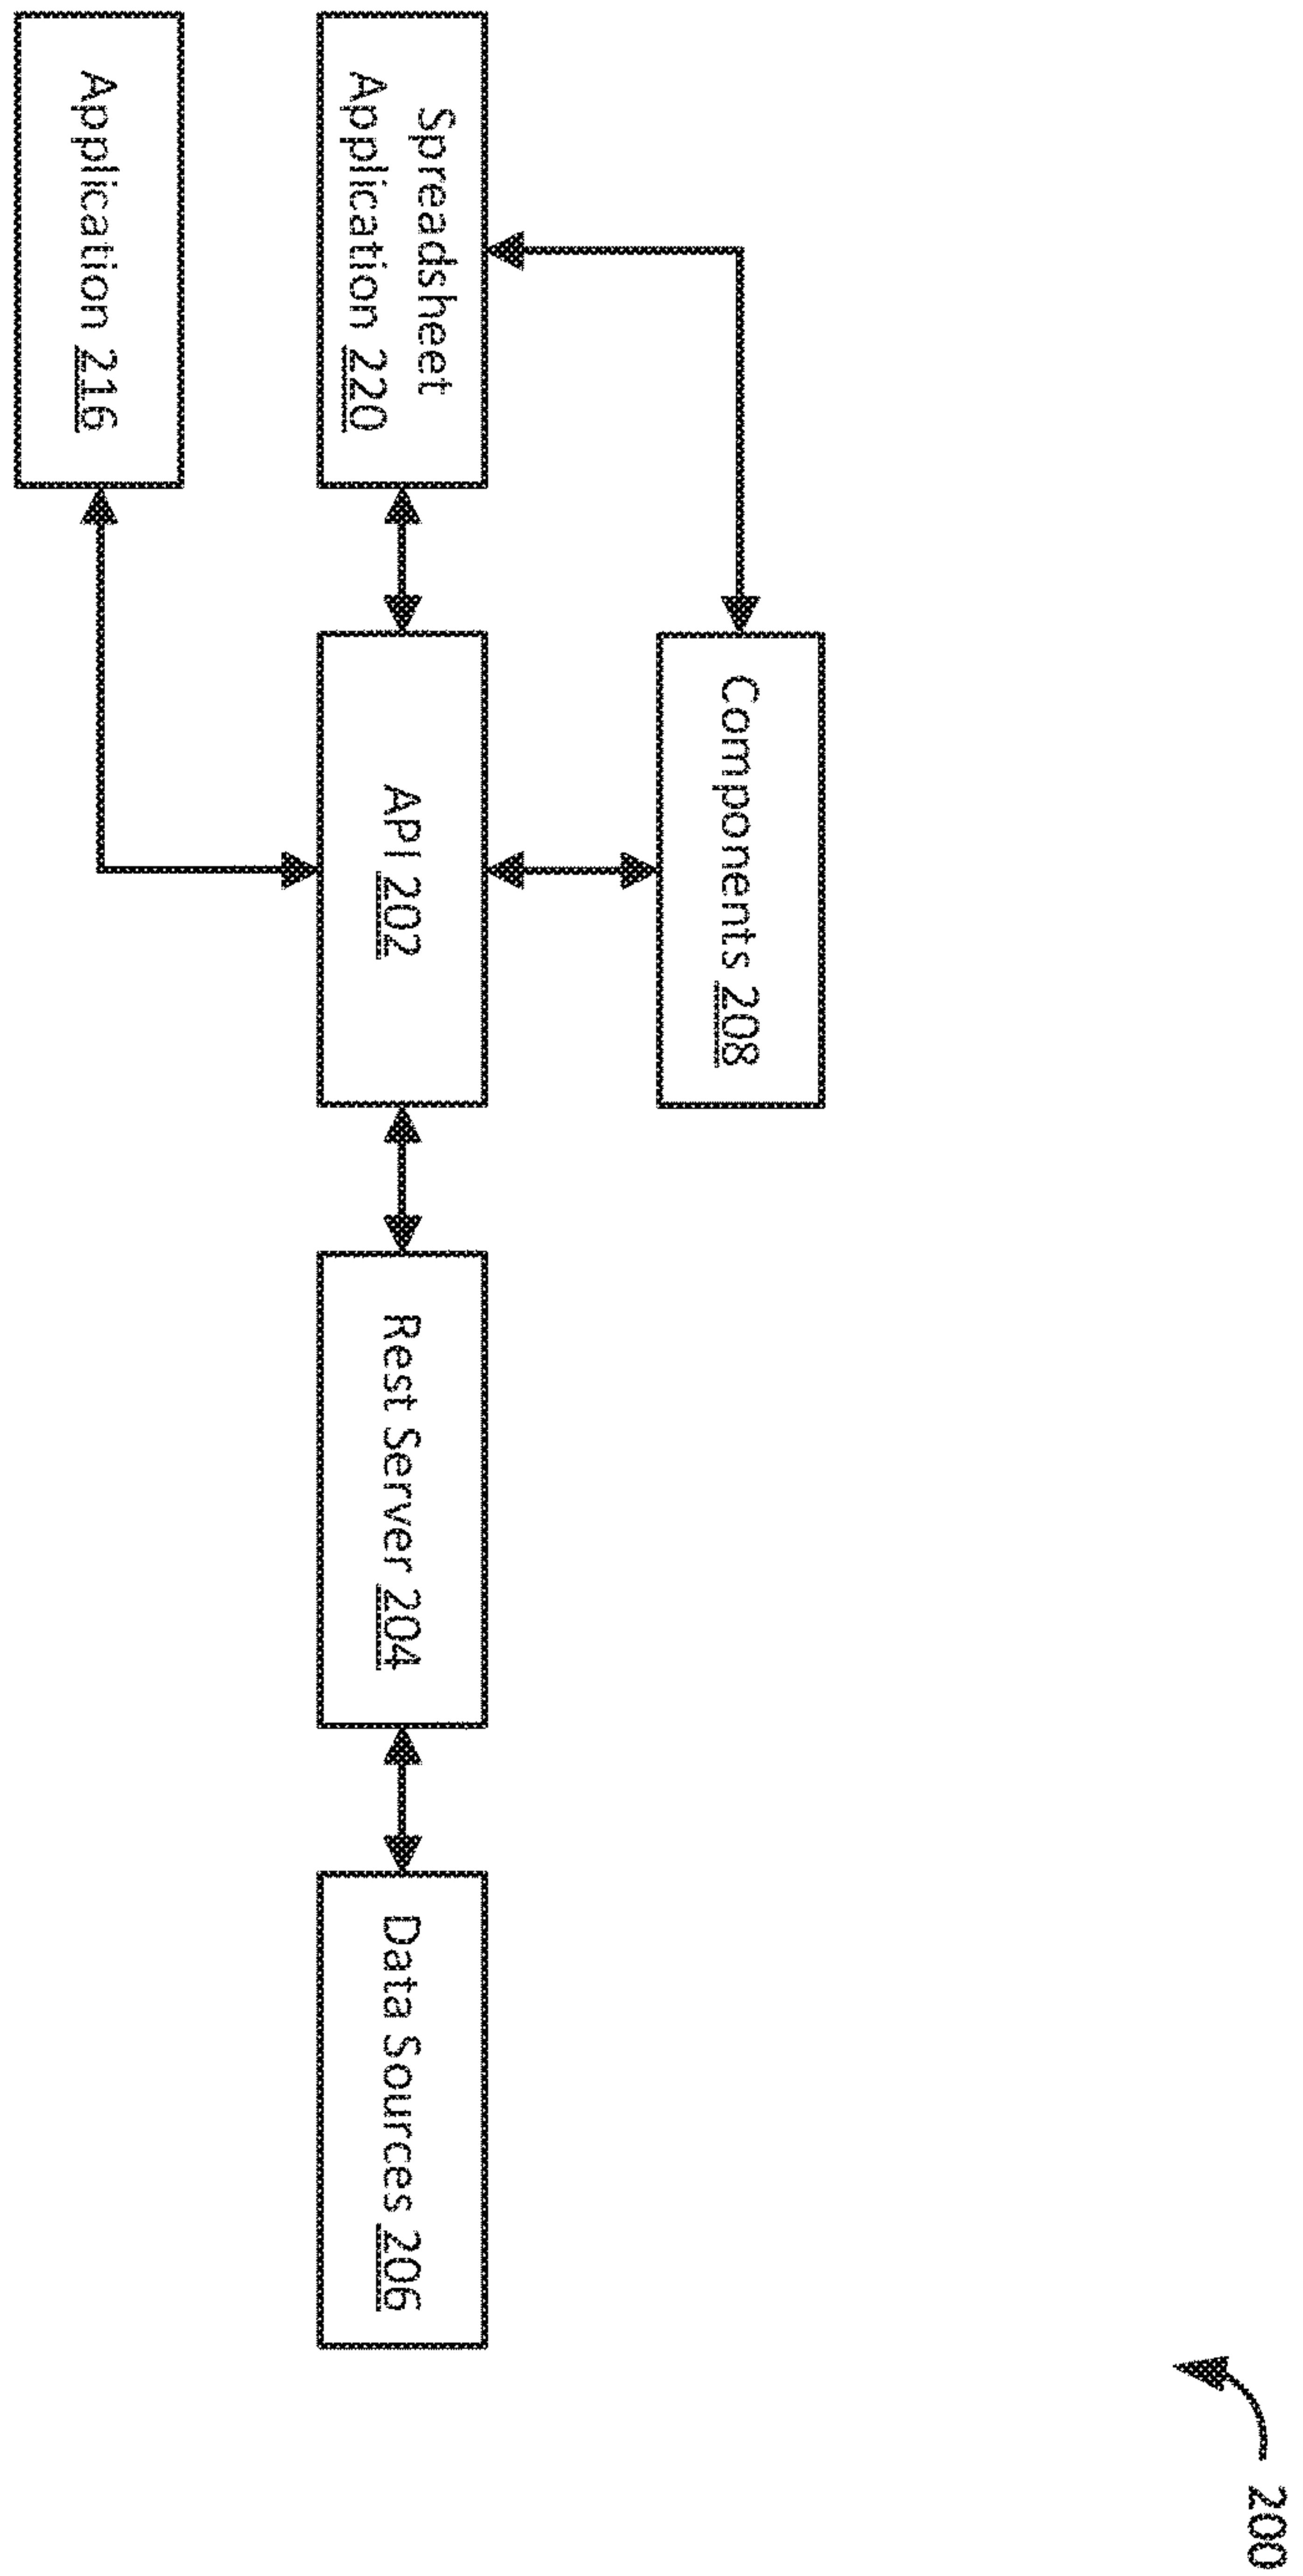 200
Components 208
Spreadsheet
Application 220
API 202
Rest Server 204
Data Sources 206
Application 216